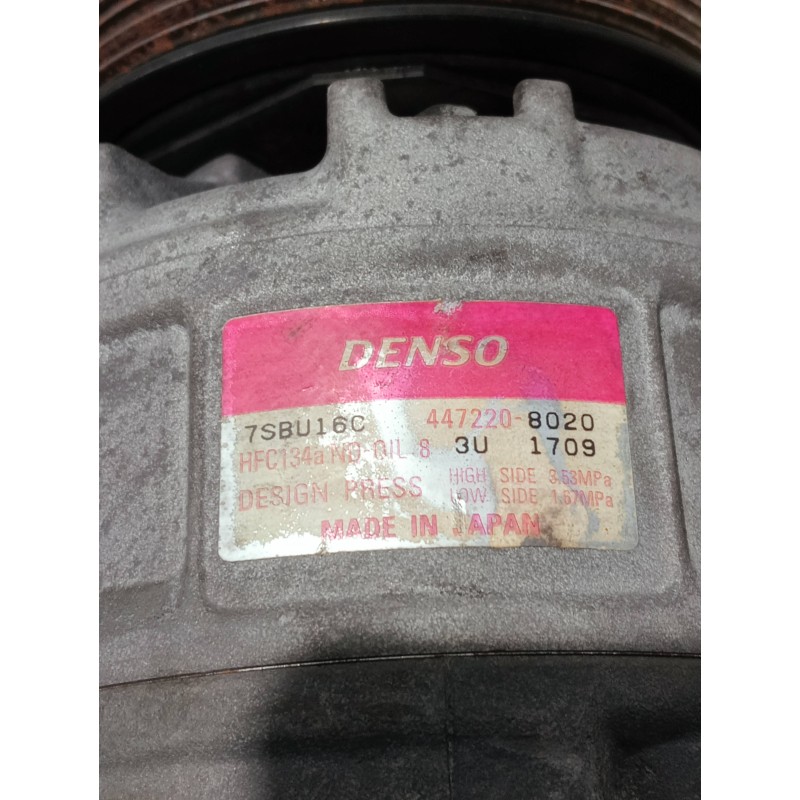 DENSO
7SBU16C 447220-8020
HFC134a ND-OIL 8 3U 1709
DESIGN PRESS HIGH SIDE 3.53MPa
LOW SIDE 1.67MPa
MADE IN JAPAN